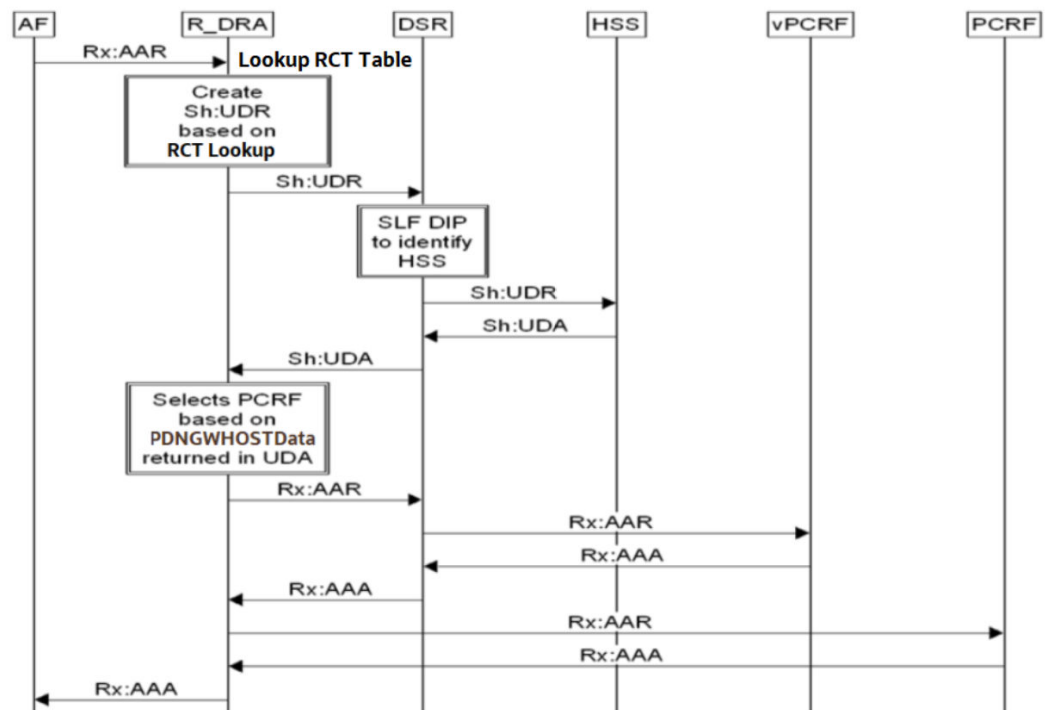 AF
R_DRA
DSR
HSS
vPCRF
PCRF
Rx:AAR
Lookup RCT Table
Create
Sh:UDR
based on
RCT Lookup
Sh:UDR
SLF DIP
to identify
HSS
Sh:UDR
Sh:UDA
Sh:UDA
Selects PCRF
based on
PDNGWHOSTData
returned in UDA
Rx:AAR
Rx:AAR
Rx:AAA
Rx:AAA
Rx:AAR
Rx:AAA
Rx:AAA